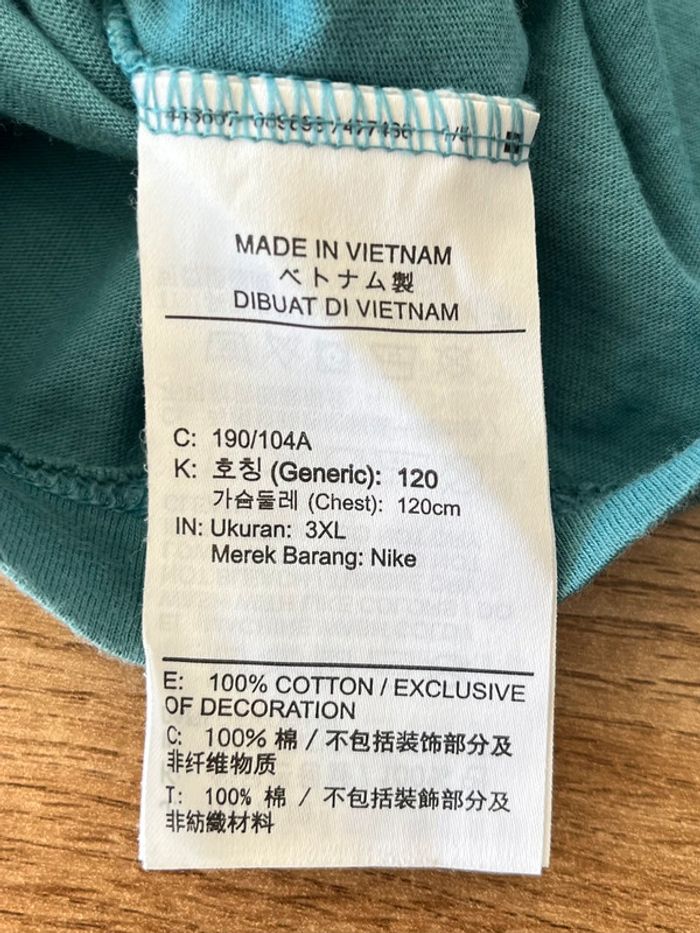 MADE IN VIETNAM
ベトナム製
DIBUAT DI VIETNAM
C: 190/104A
K: 호칭 (Generic): 120
가슴둘레 (Chest): 120cm
IN: Ukuran: 3XL
Merek Barang: Nike
E: 100% COTTON / EXCLUSIVE
OF DECORATION
C: 100% 棉 / 不包括装饰部分及
非纤维物质
T: 100% 棉 / 不包括裝飾部分及
非紡織材料